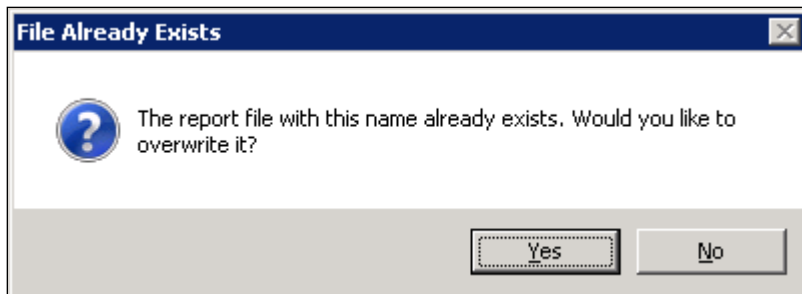 File Already Exists
The report file with this name already exists. Would you like to
overwrite it?
Yes
No